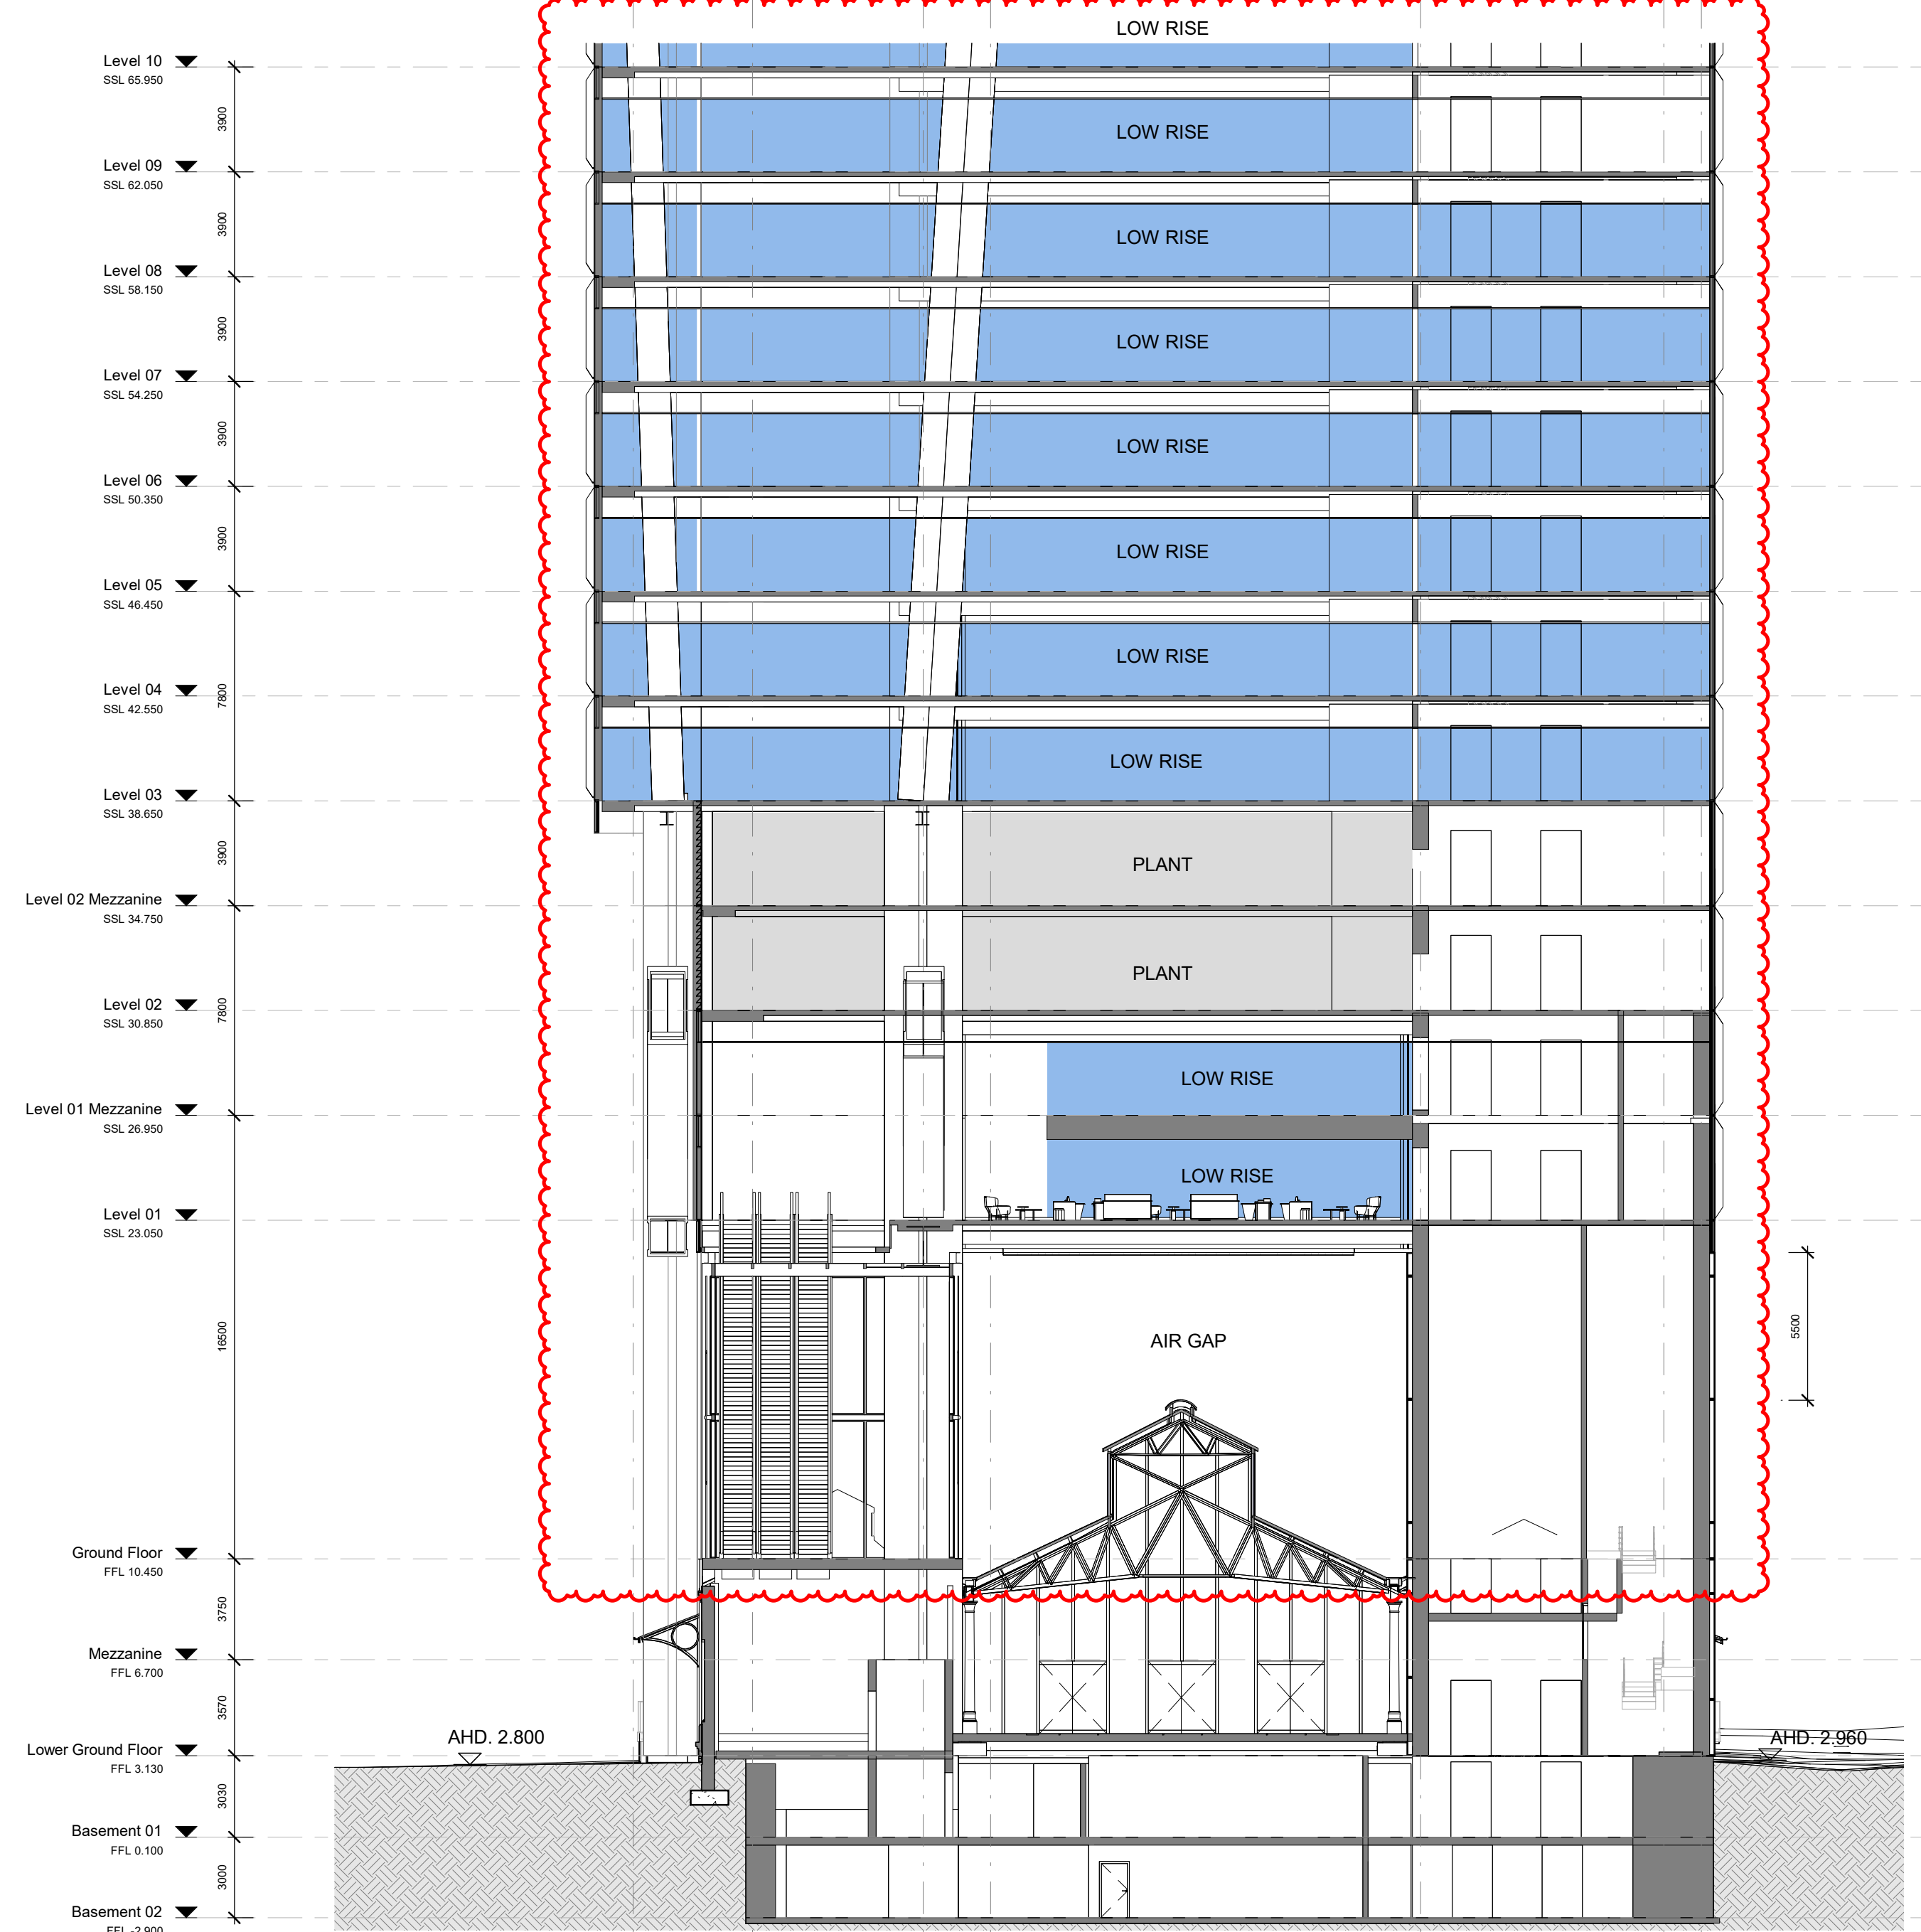 LOW RISE
Level 10
SSL 65.950
3900
LOW RISE
Level 09
SSL 62.050
3900
LOW RISE
Level 08
SSL 58.150
3900
LOW RISE
Level 07
SSL 54.250
3900
LOW RISE
Level 06
SSL 50.350
3900
LOW RISE
Level 05
SSL 46.450
LOW RISE
Level 04
SSL 42.550
7800
LOW RISE
Level 03
SSL 38.650
3900
PLANT
Level 02 Mezzanine
SSL 34.750
PLANT
Level 02
SSL 30.850
7800
LOW RISE
Level 01 Mezzanine
SSL 26.950
LOW RISE
Level 01
SSL 23.050
16500
AIR GAP
5500
Ground Floor
FFL 10.450
3750
Mezzanine
FFL 6.700
3570
AHD. 2.800
AHD. 2.960
Lower Ground Floor
FFL 3.130
3030
Basement 01
FFL 0.100
3000
Basement 02
FFL -2.900